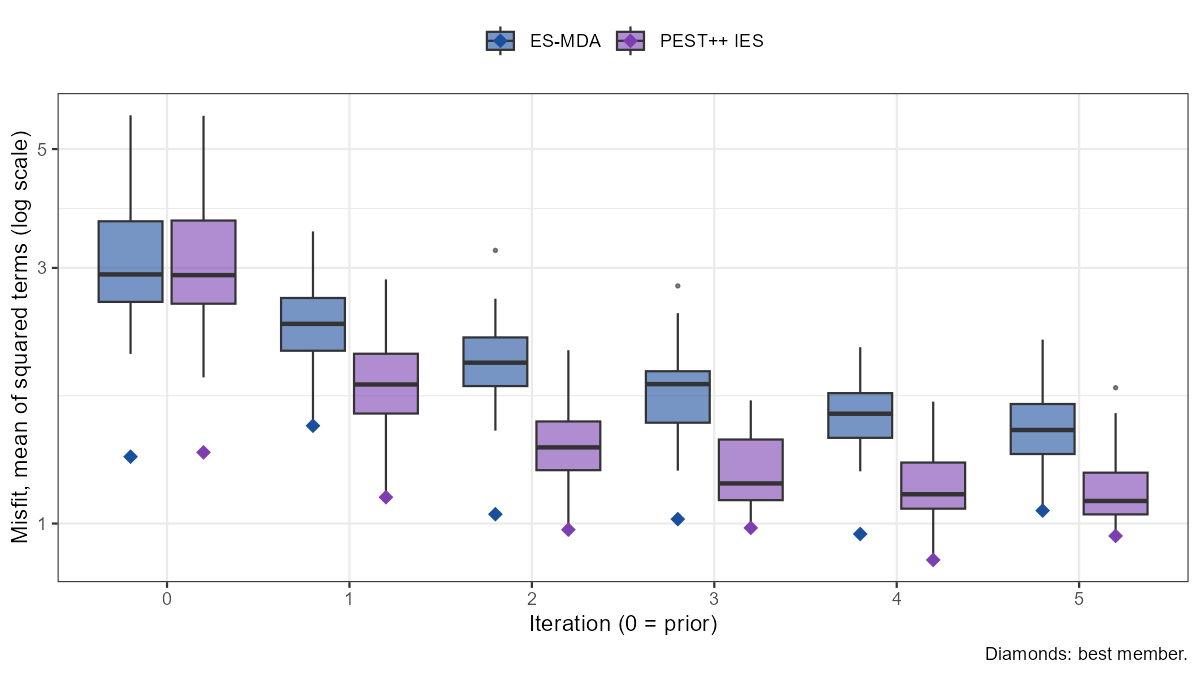 ES-MDA PEST++ IES
Misfit, mean of squared terms (log scale)
5
3
1
0 1 2 3 4 5
Iteration (0 = prior)
Diamonds: best member.